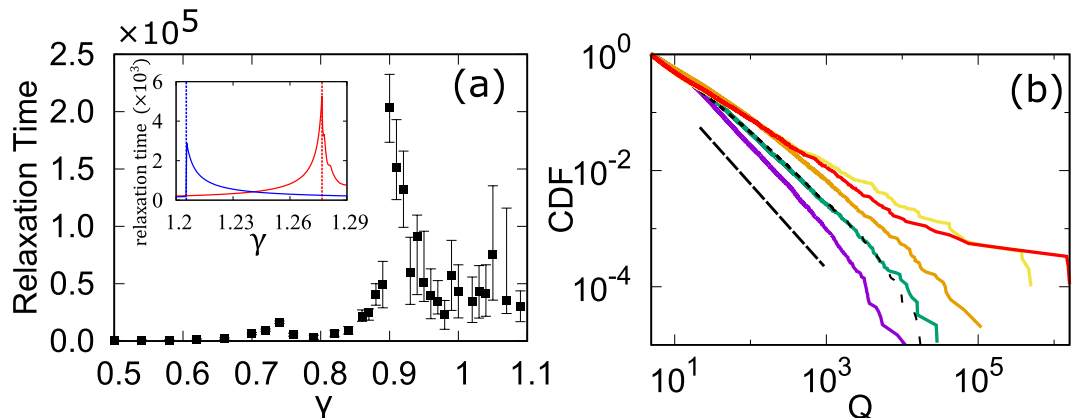 ×10⁵
2.5
2.0
1.5
1.0
0.5
0.0
Relaxation Time
0.5 0.6 0.7 0.8 0.9 1 1.1
γ
(a)
relaxation time (×10³)
6
4
2
0
1.2 1.23 1.26 1.29
γ
(b)
10⁰
10⁻²
10⁻⁴
CDF
10¹ 10³ 10⁵
Q